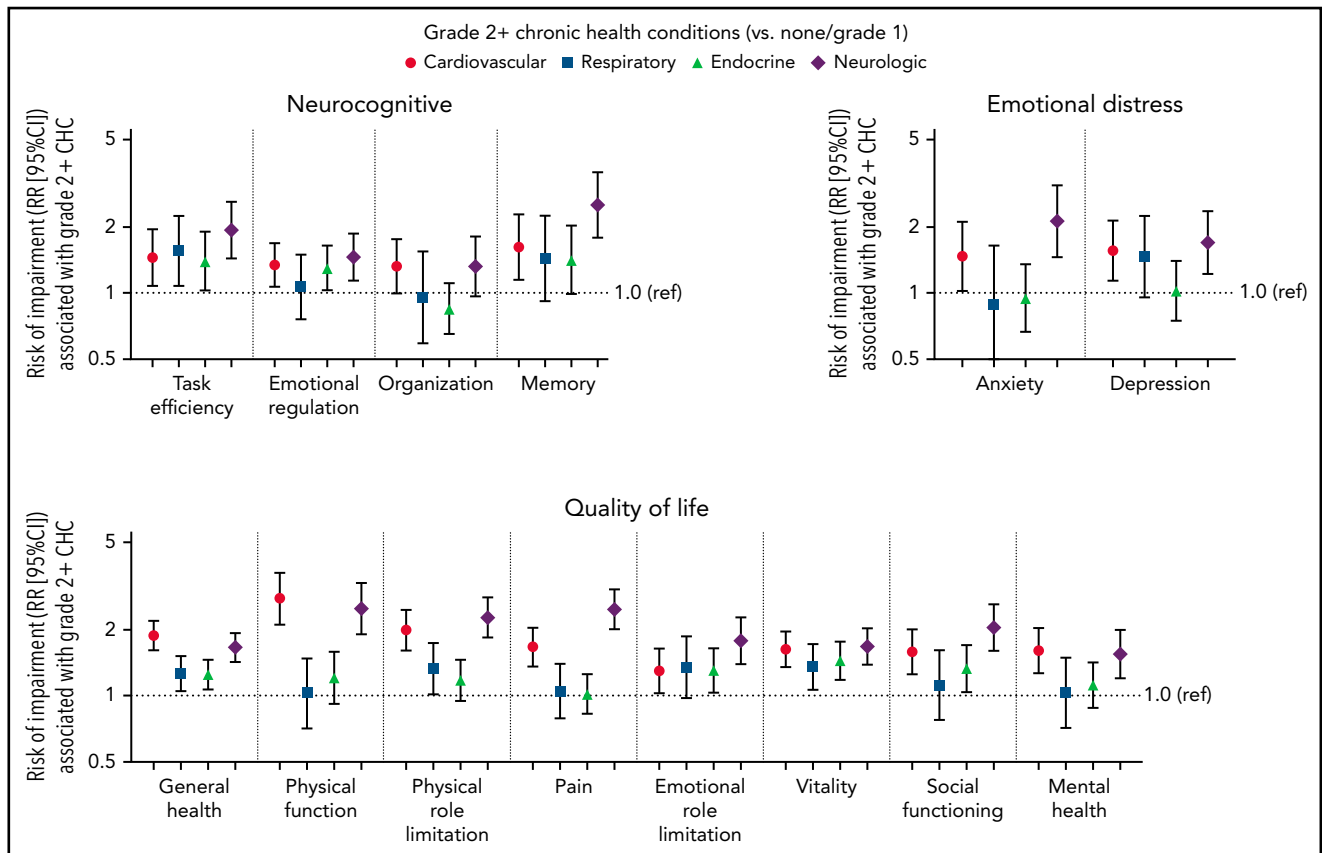 Grade 2+ chronic health conditions (vs. none/grade 1)
Cardiovascular Respiratory Endocrine Neurologic
Neurocognitive
Risk of impairment (RR [95%CI])
associated with grade 2+ CHC
5
2
1
0.5
1.0 (ref)
Task
efficiency
Emotional
regulation
Organization
Memory
Emotional distress
Risk of impairment (RR [95%CI])
associated with grade 2+ CHC
5
2
1
0.5
1.0 (ref)
Anxiety
Depression
Quality of life
Risk of impairment (RR [95%CI])
associated with grade 2+ CHC
5
2
1
0.5
1.0 (ref)
General
health
Physical
function
Physical
role
limitation
Pain
Emotional
role
limitation
Vitality
Social
functioning
Mental
health